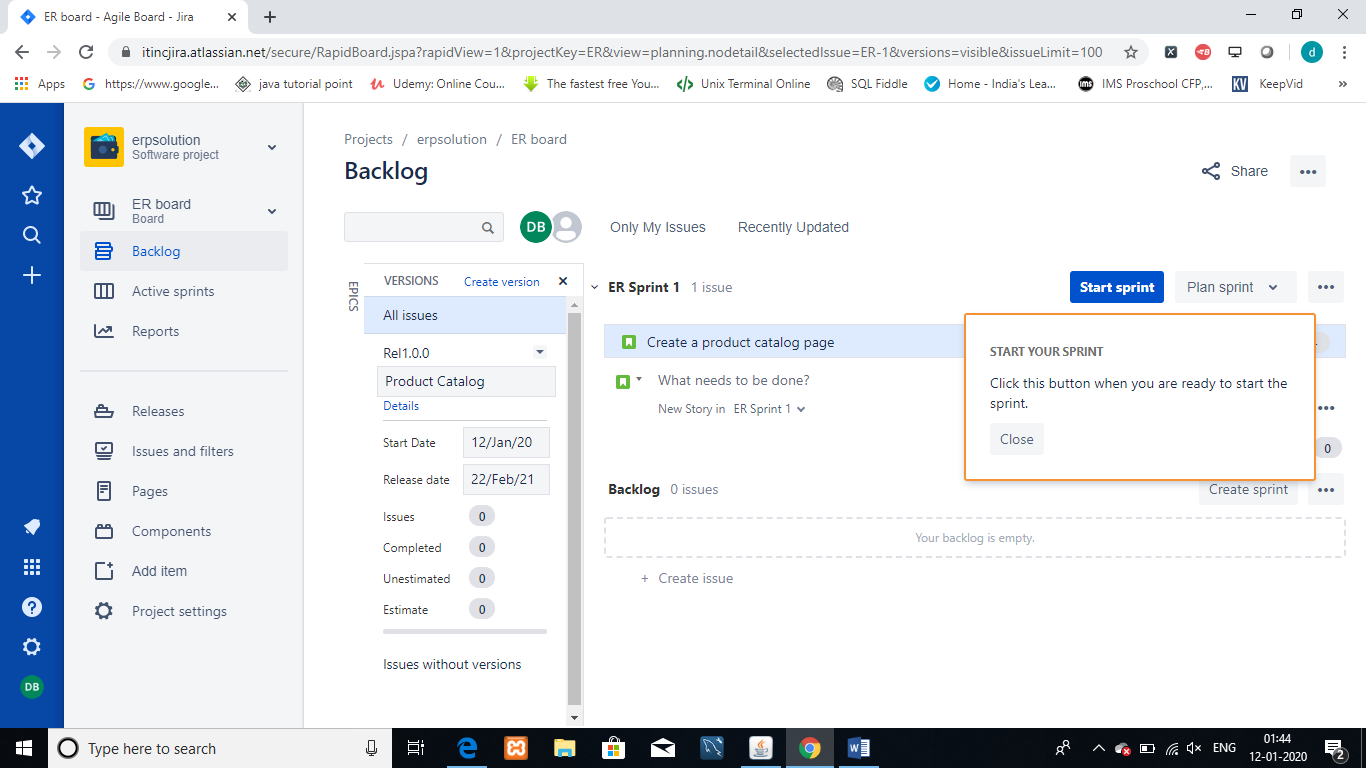 ER board - Agile Board - Jira
itincjira.atlassian.net/secure/RapidBoard.jspa?rapidView=1&projectKey=ER&view=planning.nodetail&selectedIssue=ER-1&versions=visible&issueLimit=100
d
Apps
https://www.google...
java tutorial point
Udemy: Online Cou...
The fastest free You...
Unix Terminal Online
SQL Fiddle
Home - India's Lea...
ims
IMS Proschool CFP,...
KV
KeepVid
erpsolution
Software project
ER board
Board
Backlog
Active sprints
Reports
Releases
Issues and filters
Pages
Components
Add item
Project settings
DB
Projects / erpsolution / ER board
Backlog
Share
DB
Only My Issues
Recently Updated
EPICS
VERSIONS
Create version
All issues
Rel1.0.0
Product Catalog
Details
Start Date 12/Jan/20
Release date 22/Feb/21
Issues 0
Completed 0
Unestimated 0
Estimate 0
Issues without versions
ER Sprint 1 1 issue
Start sprint
Plan sprint
Create a product catalog page
What needs to be done?
New Story in ER Sprint 1
START YOUR SPRINT
Click this button when you are ready to start the
sprint.
Close
0
Backlog 0 issues
Create sprint
Your backlog is empty.
+ Create issue
Type here to search
ENG
01:44
12-01-2020
2